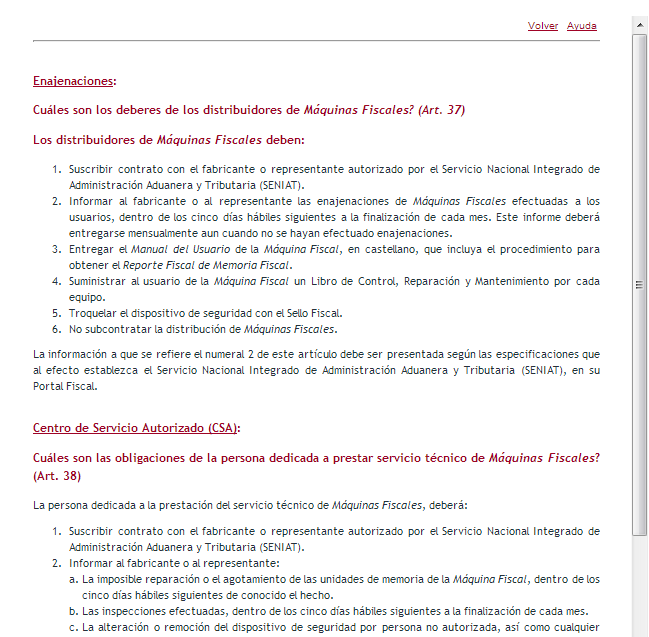 Volver Ayuda
Enajenaciones:
Cuáles son los deberes de los distribuidores de Máquinas Fiscales? (Art. 37)
Los distribuidores de Máquinas Fiscales deben:
1. Suscribir contrato con el fabricante o representante autorizado por el Servicio Nacional Integrado de
Administración Aduanera y Tributaria (SENIAT).
2. Informar al fabricante o al representante las enajenaciones de Máquinas Fiscales efectuadas a los
usuarios, dentro de los cinco días hábiles siguientes a la finalización de cada mes. Este informe deberá
entregarse mensualmente aun cuando no se hayan efectuado enajenaciones.
3. Entregar el Manual del Usuario de la Máquina Fiscal, en castellano, que incluya el procedimiento para
obtener el Reporte Fiscal de Memoria Fiscal.
4. Suministrar al usuario de la Máquina Fiscal un Libro de Control, Reparación y Mantenimiento por cada
equipo.
5. Troquelar el dispositivo de seguridad con el Sello Fiscal.
6. No subcontratar la distribución de Máquinas Fiscales.
La información a que se refiere el numeral 2 de este artículo debe ser presentada según las especificaciones que
al efecto establezca el Servicio Nacional Integrado de Administración Aduanera y Tributaria (SENIAT), en su
Portal Fiscal.
Centro de Servicio Autorizado (CSA):
Cuáles son las obligaciones de la persona dedicada a prestar servicio técnico de Máquinas Fiscales?
(Art. 38)
La persona dedicada a la prestación del servicio técnico de Máquinas Fiscales, deberá:
1. Suscribir contrato con el fabricante o representante autorizado por el Servicio Nacional Integrado de
Administración Aduanera y Tributaria (SENIAT).
2. Informar al fabricante o al representante:
a. La imposible reparación o el agotamiento de las unidades de memoria de la Máquina Fiscal, dentro de los
cinco días hábiles siguientes de conocido el hecho.
b. Las inspecciones efectuadas, dentro de los cinco días hábiles siguientes a la finalización de cada mes.
c. La alteración o remoción del dispositivo de seguridad por persona no autorizada, así como cualquier